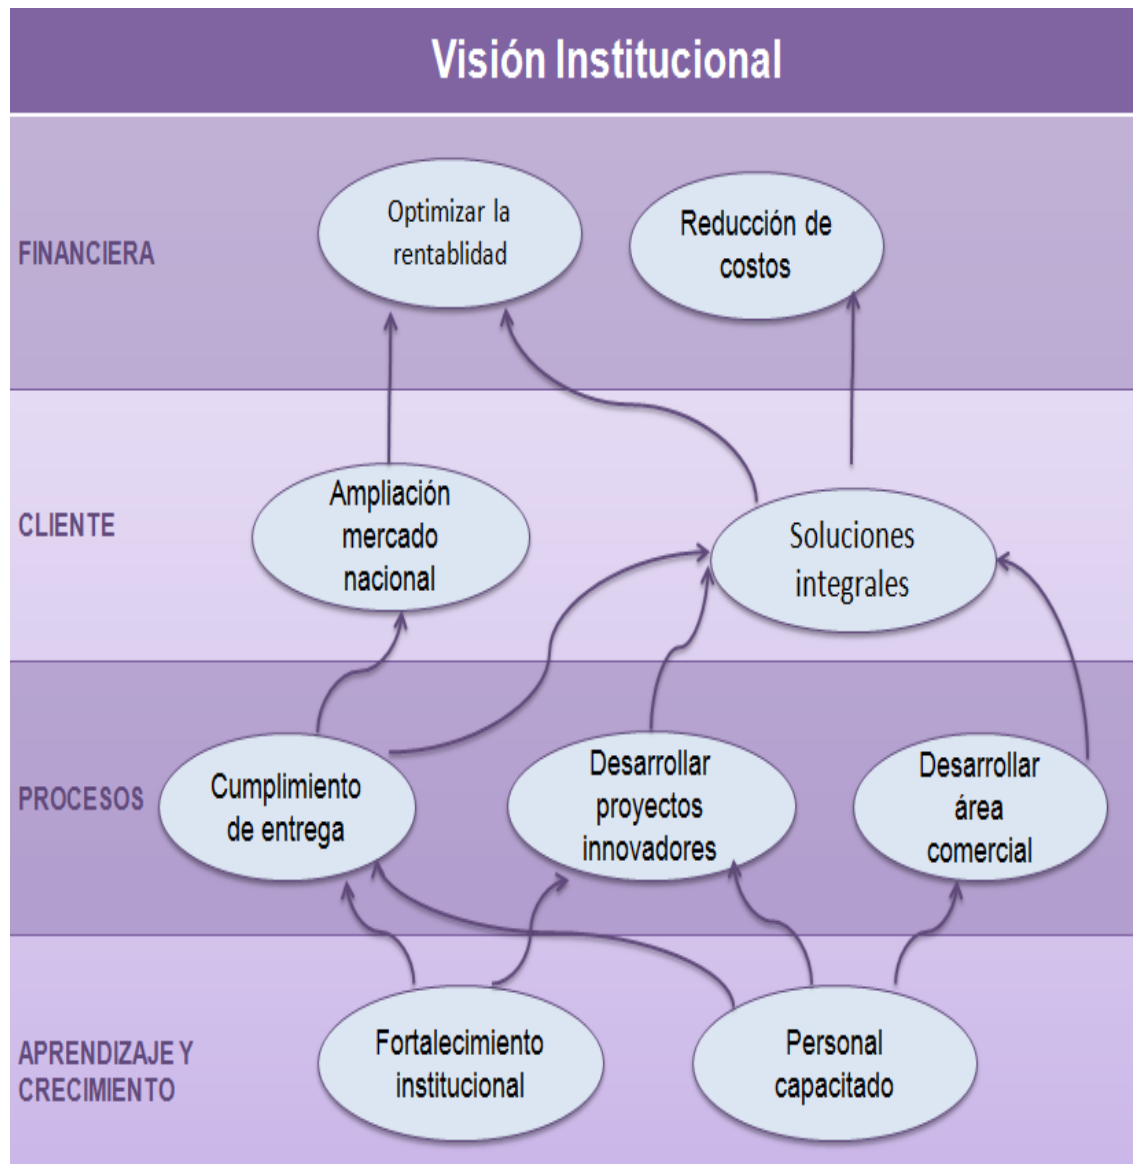 Visión Institucional
FINANCIERA
Optimizar la
rentablidad
Reducción de
costos
CLIENTE
Ampliación
mercado
nacional
Soluciones
integrales
PROCESOS
Cumplimiento
de entrega
Desarrollar
proyectos
innovadores
Desarrollar
área
comercial
APRENDIZAJE Y
CRECIMIENTO
Fortalecimiento
institucional
Personal
capacitado